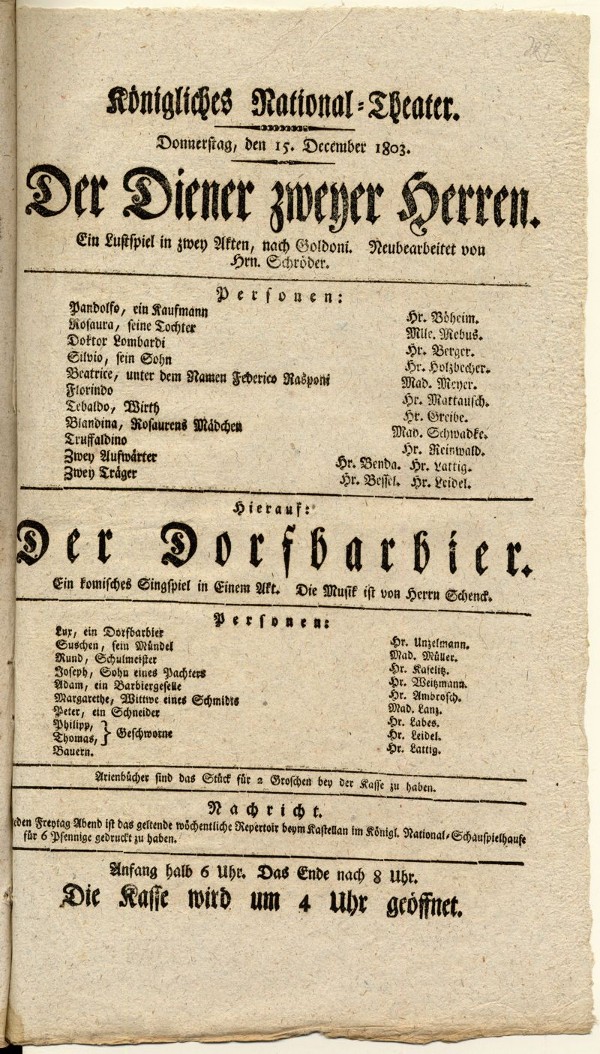 Königliches National-Theater.
Donnerstag, den 15. December 1803.
Der Diener zweyer Herren.
Ein Lustspiel in zwey Akten, nach Goldoni. Neubearbeitet von
Hrn. Schröder.
Personen:
Pandolfo, ein Kaufmann Hr. Böheim.
Rosaura, seine Tochter Mlle. Mebus.
Doktor Lombardi Hr. Berger.
Silvio, sein Sohn Hr. Holzbecher.
Beatrice, unter dem Namen Federico Rasponi Mad. Meyer.
Florindo Hr. Mattausch.
Tebaldo, Wirth Hr. Greibe.
Blandina, Rosaurens Mädchen Mad. Schwadke.
Truffaldino Hr. Reinwald.
Zwey Aufwärter Hr. Benda. Hr. Lattig.
Zwey Träger Hr. Bessel. Hr. Leidel.
Hierauf:
Der Dorfbarbier.
Ein komisches Singspiel in Einem Akt. Die Musik ist von Herrn Schenck.
Personen:
Lux, ein Dorfbarbier Hr. Unzelmann.
Suschen, sein Mündel Mad. Müller.
Rund, Schulmeister Hr. Kaselitz.
Joseph, Sohn eines Pachters Hr. Weitzmann.
Adam, ein Barbiergeselle Hr. Ambrosch.
Margarethe, Wittwe eines Schmidts Mad. Lanz.
Peter, ein Schneider Hr. Labes.
Philipp, } Geschworne Hr. Leidel.
Thomas, Hr. Lattig.
Bauern.
Arienbücher sind das Stück für 2 Groschen bey der Kasse zu haben.
Nachricht.
eden Freytag Abend ist das geltende wöchentliche Repertoir beym Kastellan im Königl. National-Schauspielhause
für 6 Pfennige gedruckt zu haben.
Anfang halb 6 Uhr. Das Ende nach 8 Uhr.
Die Kasse wird um 4 Uhr geöffnet.